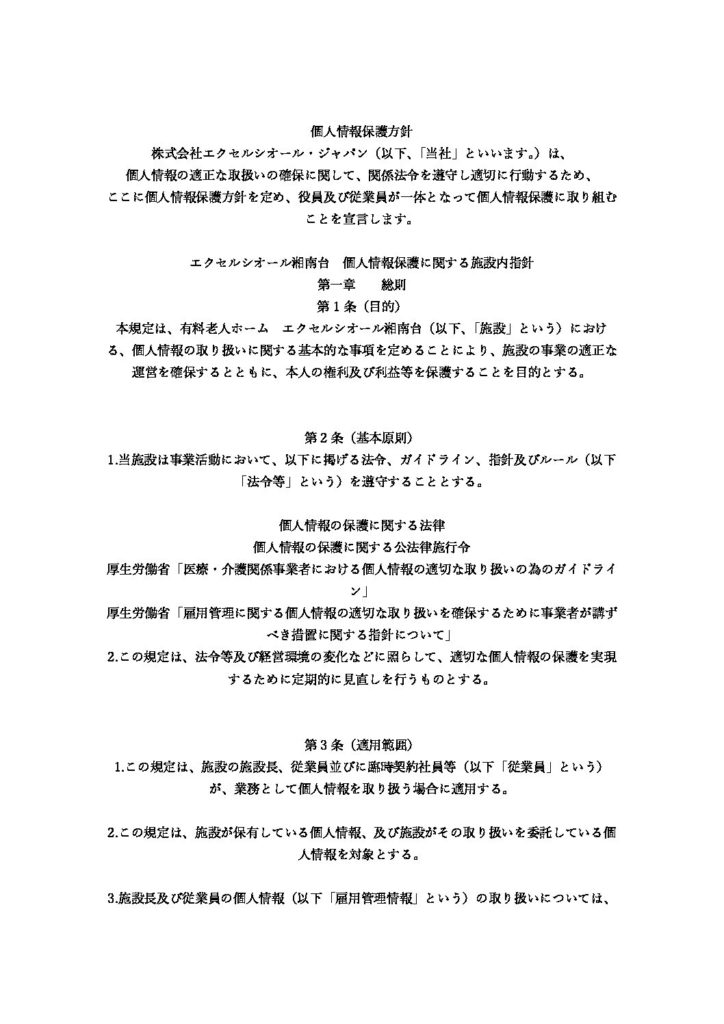 個人情報保護方針
株式会社エクセルシオール・ジャパン（以下、「当社」といいます。）は、
個人情報の適正な取扱いの確保に関して、関係法令を遵守し適切に行動するため、
ここに個人情報保護方針を定め、役員及び従業員が一体となって個人情報保護に取り組む
ことを宣言します。
エクセルシオール湘南台　個人情報保護に関する施設内指針
第一章　　総則
第１条（目的）
本規定は、有料老人ホーム　エクセルシオール湘南台（以下、「施設」という）におけ
る、個人情報の取り扱いに関する基本的な事項を定めることにより、施設の事業の適正な
運営を確保するとともに、本人の権利及び利益等を保護することを目的とする。
第２条（基本原則）
1.当施設は事業活動において、以下に掲げる法令、ガイドライン、指針及びルール（以下
「法令等」という）を遵守することとする。
個人情報の保護に関する法律
個人情報の保護に関する公法律施行令
厚生労働省「医療・介護関係事業者における個人情報の適切な取り扱いの為のガイドライ
ン」
厚生労働省「雇用管理に関する個人情報の適切な取り扱いを確保するために事業者が講ず
べき措置に関する指針について」
2.この規定は、法令等及び経営環境の変化などに照らして、適切な個人情報の保護を実現
するために定期的に見直しを行うものとする。
第３条（適用範囲）
1.この規定は、施設の施設長、従業員並びに臨時契約社員等（以下「従業員」という）
が、業務として個人情報を取り扱う場合に適用する。
2.この規定は、施設が保有している個人情報、及び施設がその取り扱いを委託している個
人情報を対象とする。
3.施設長及び従業員の個人情報（以下「雇用管理情報」という）の取り扱いについては、